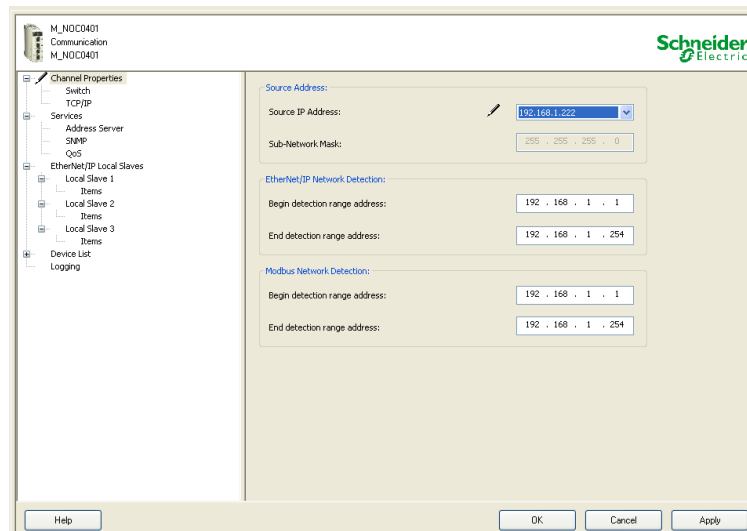 M_NOC0401
Communication
M_NOC0401
Schneider
Electric
Channel Properties
Switch
TCP/IP
Services
Address Server
SNMP
QoS
EtherNet/IP Local Slaves
Local Slave 1
Items
Local Slave 2
Items
Local Slave 3
Items
Device List
Logging
Source Address:
Source IP Address:
192.168.1.222
Sub-Network Mask:
255 . 255 . 255 . 0
EtherNet/IP Network Detection:
Begin detection range address:
192 . 168 . 1 . 1
End detection range address:
192 . 168 . 1 . 254
Modbus Network Detection:
Begin detection range address:
192 . 168 . 1 . 1
End detection range address:
192 . 168 . 1 . 254
Help
OK
Cancel
Apply